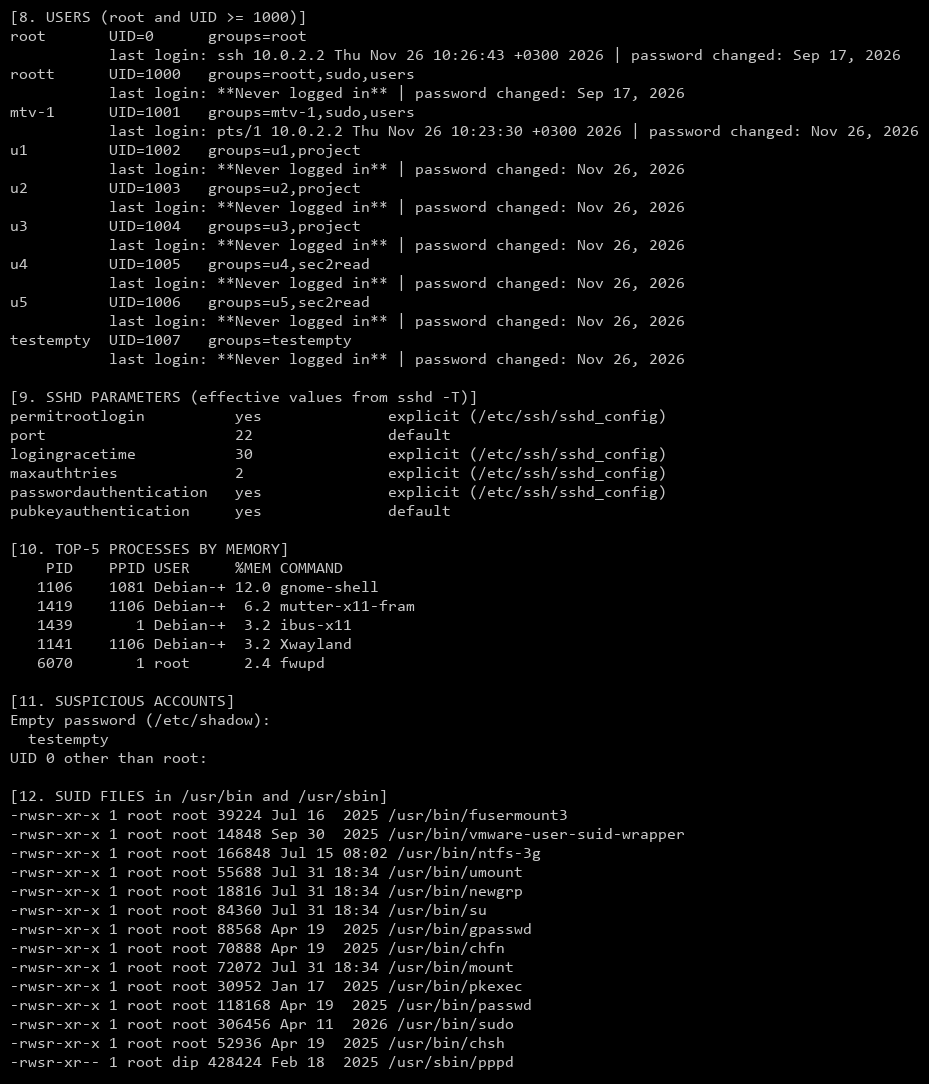 [8. USERS (root and UID >= 1000)]
root       UID=0      groups=root
           last login: ssh 10.0.2.2 Thu Nov 26 10:26:43 +0300 2026 | password changed: Sep 17, 2026
roott      UID=1000   groups=roott,sudo,users
           last login: **Never logged in** | password changed: Sep 17, 2026
mtv-1      UID=1001   groups=mtv-1,sudo,users
           last login: pts/1 10.0.2.2 Thu Nov 26 10:23:30 +0300 2026 | password changed: Nov 26, 2026
u1         UID=1002   groups=u1,project
           last login: **Never logged in** | password changed: Nov 26, 2026
u2         UID=1003   groups=u2,project
           last login: **Never logged in** | password changed: Nov 26, 2026
u3         UID=1004   groups=u3,project
           last login: **Never logged in** | password changed: Nov 26, 2026
u4         UID=1005   groups=u4,sec2read
           last login: **Never logged in** | password changed: Nov 26, 2026
u5         UID=1006   groups=u5,sec2read
           last login: **Never logged in** | password changed: Nov 26, 2026
testempty  UID=1007   groups=testempty
           last login: **Never logged in** | password changed: Nov 26, 2026

[9. SSHD PARAMETERS (effective values from sshd -T)]
permitrootlogin          yes              explicit (/etc/ssh/sshd_config)
port                     22               default
logingracetime           30               explicit (/etc/ssh/sshd_config)
maxauthtries             2                explicit (/etc/ssh/sshd_config)
passwordauthentication   yes              explicit (/etc/ssh/sshd_config)
pubkeyauthentication     yes              default

[10. TOP-5 PROCESSES BY MEMORY]
    PID    PPID USER     %MEM COMMAND
   1106    1081 Debian-+ 12.0 gnome-shell
   1419    1106 Debian-+  6.2 mutter-x11-fram
   1439       1 Debian-+  3.2 ibus-x11
   1141    1106 Debian-+  3.2 Xwayland
   6070       1 root      2.4 fwupd

[11. SUSPICIOUS ACCOUNTS]
Empty password (/etc/shadow):
  testempty
UID 0 other than root:

[12. SUID FILES in /usr/bin and /usr/sbin]
-rwsr-xr-x 1 root root 39224 Jul 16  2025 /usr/bin/fusermount3
-rwsr-xr-x 1 root root 14848 Sep 30  2025 /usr/bin/vmware-user-suid-wrapper
-rwsr-xr-x 1 root root 166848 Jul 15 08:02 /usr/bin/ntfs-3g
-rwsr-xr-x 1 root root 55688 Jul 31 18:34 /usr/bin/umount
-rwsr-xr-x 1 root root 18816 Jul 31 18:34 /usr/bin/newgrp
-rwsr-xr-x 1 root root 84360 Jul 31 18:34 /usr/bin/su
-rwsr-xr-x 1 root root 88568 Apr 19  2025 /usr/bin/gpasswd
-rwsr-xr-x 1 root root 70888 Apr 19  2025 /usr/bin/chfn
-rwsr-xr-x 1 root root 72072 Jul 31 18:34 /usr/bin/mount
-rwsr-xr-x 1 root root 30952 Jan 17  2025 /usr/bin/pkexec
-rwsr-xr-x 1 root root 118168 Apr 19  2025 /usr/bin/passwd
-rwsr-xr-x 1 root root 306456 Apr 11  2026 /usr/bin/sudo
-rwsr-xr-x 1 root root 52936 Apr 19  2025 /usr/bin/chsh
-rwsr-xr-- 1 root dip 428424 Feb 18  2025 /usr/sbin/pppd